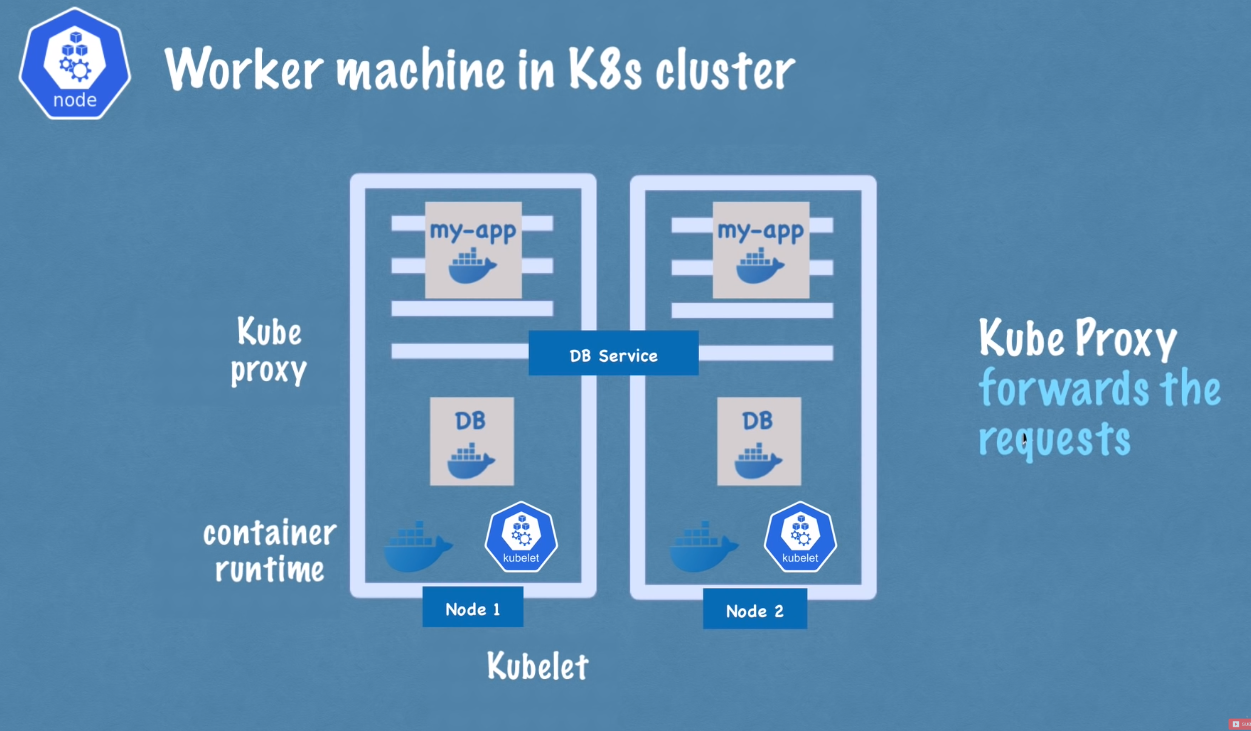 node
Worker machine in K8s cluster
my-app
my-app
Kube
proxy
DB Service
Kube Proxy
forwards the
requests
DB
DB
container
runtime
kubelet
kubelet
Node 1
Node 2
Kubelet